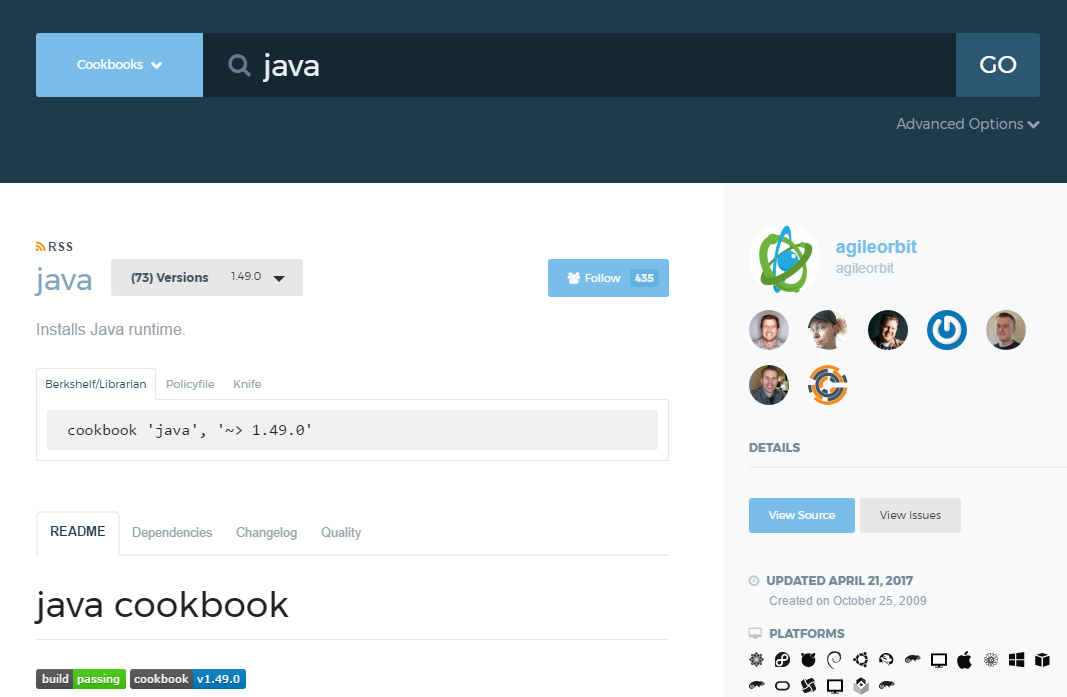 Cookbooks java GO
Advanced Options
RSS
java (73) Versions 1.49.0 Follow 435
Installs Java runtime.
Berkshelf/Librarian Policyfile Knife
cookbook 'java', '~> 1.49.0'
README Dependencies Changelog Quality
java cookbook
build passing cookbook v1.49.0
agileorbit
agileorbit
DETAILS
View Source View Issues
UPDATED APRIL 21, 2017
Created on October 25, 2009
PLATFORMS